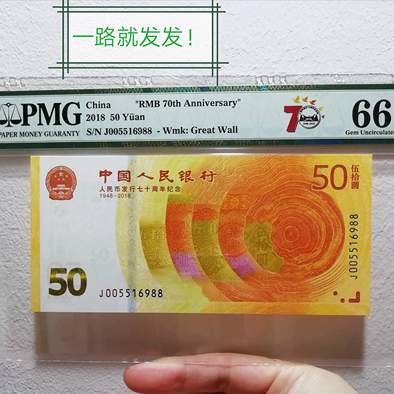 一路就发发！
PMG
PAPER MONEY GUARANTY
China "RMB 70th Anniversary"
2018 50 Yüan
S/N J005516988 - Wmk: Great Wall
70
66
Gem Uncirculated
中国人民银行
人民币发行七十周年纪念
1948-2018
50 伍拾圆
J005516988
50
J005516988